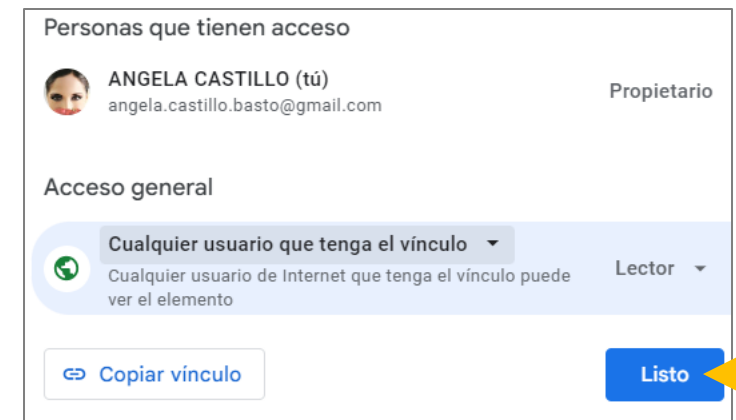 Personas que tienen acceso
ANGELA CASTILLO (tú)
angela.castillo.basto@gmail.com
Propietario
Acceso general
Cualquier usuario que tenga el vínculo
Cualquier usuario de Internet que tenga el vínculo puede
ver el elemento
Lector
Copiar vínculo
Listo